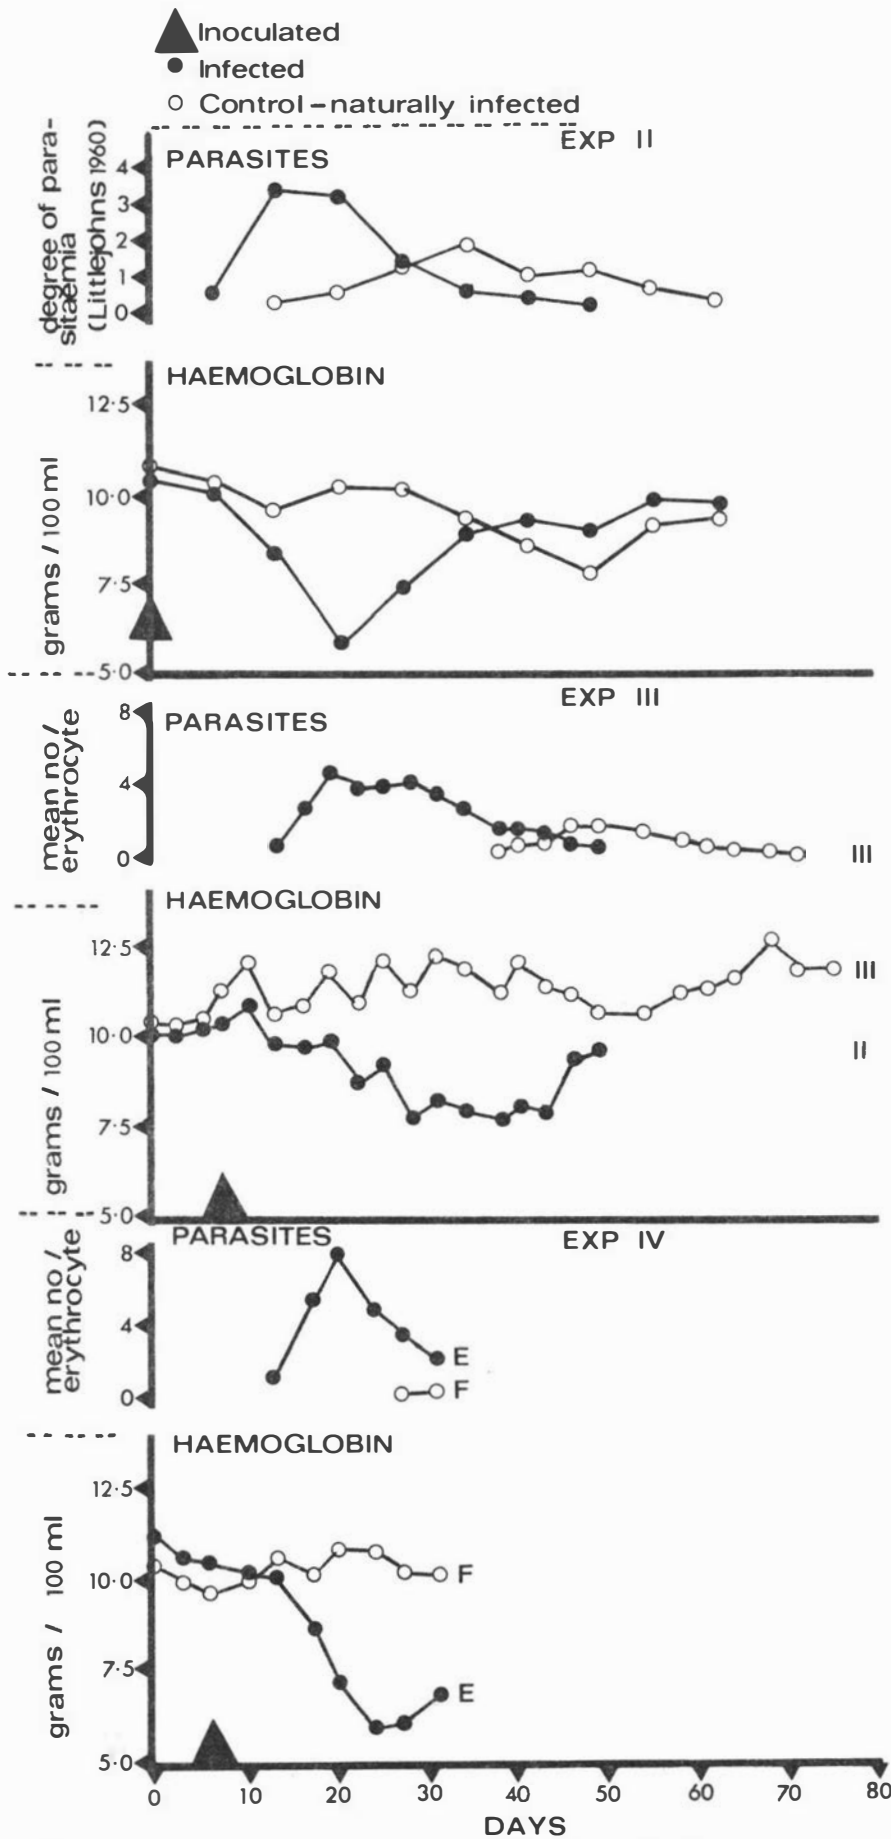 Inoculated
Infected
Control–naturally infected
EXP II
PARASITES
degree of para-
sitaemia
(Littlejohns 1960)
4
3
2
1
0
HAEMOGLOBIN
grams / 100 ml
12·5
10·0
7·5
5·0
EXP III
PARASITES
mean no /
erythrocyte
8
4
0
III
HAEMOGLOBIN
grams / 100 ml
12·5
10·0
7·5
5·0
III
II
PARASITES
EXP IV
mean no /
erythrocyte
8
4
0
E
F
HAEMOGLOBIN
grams / 100 ml
12·5
10·0
7·5
5·0
F
E
0 10 20 30 40 50 60 70 80
DAYS